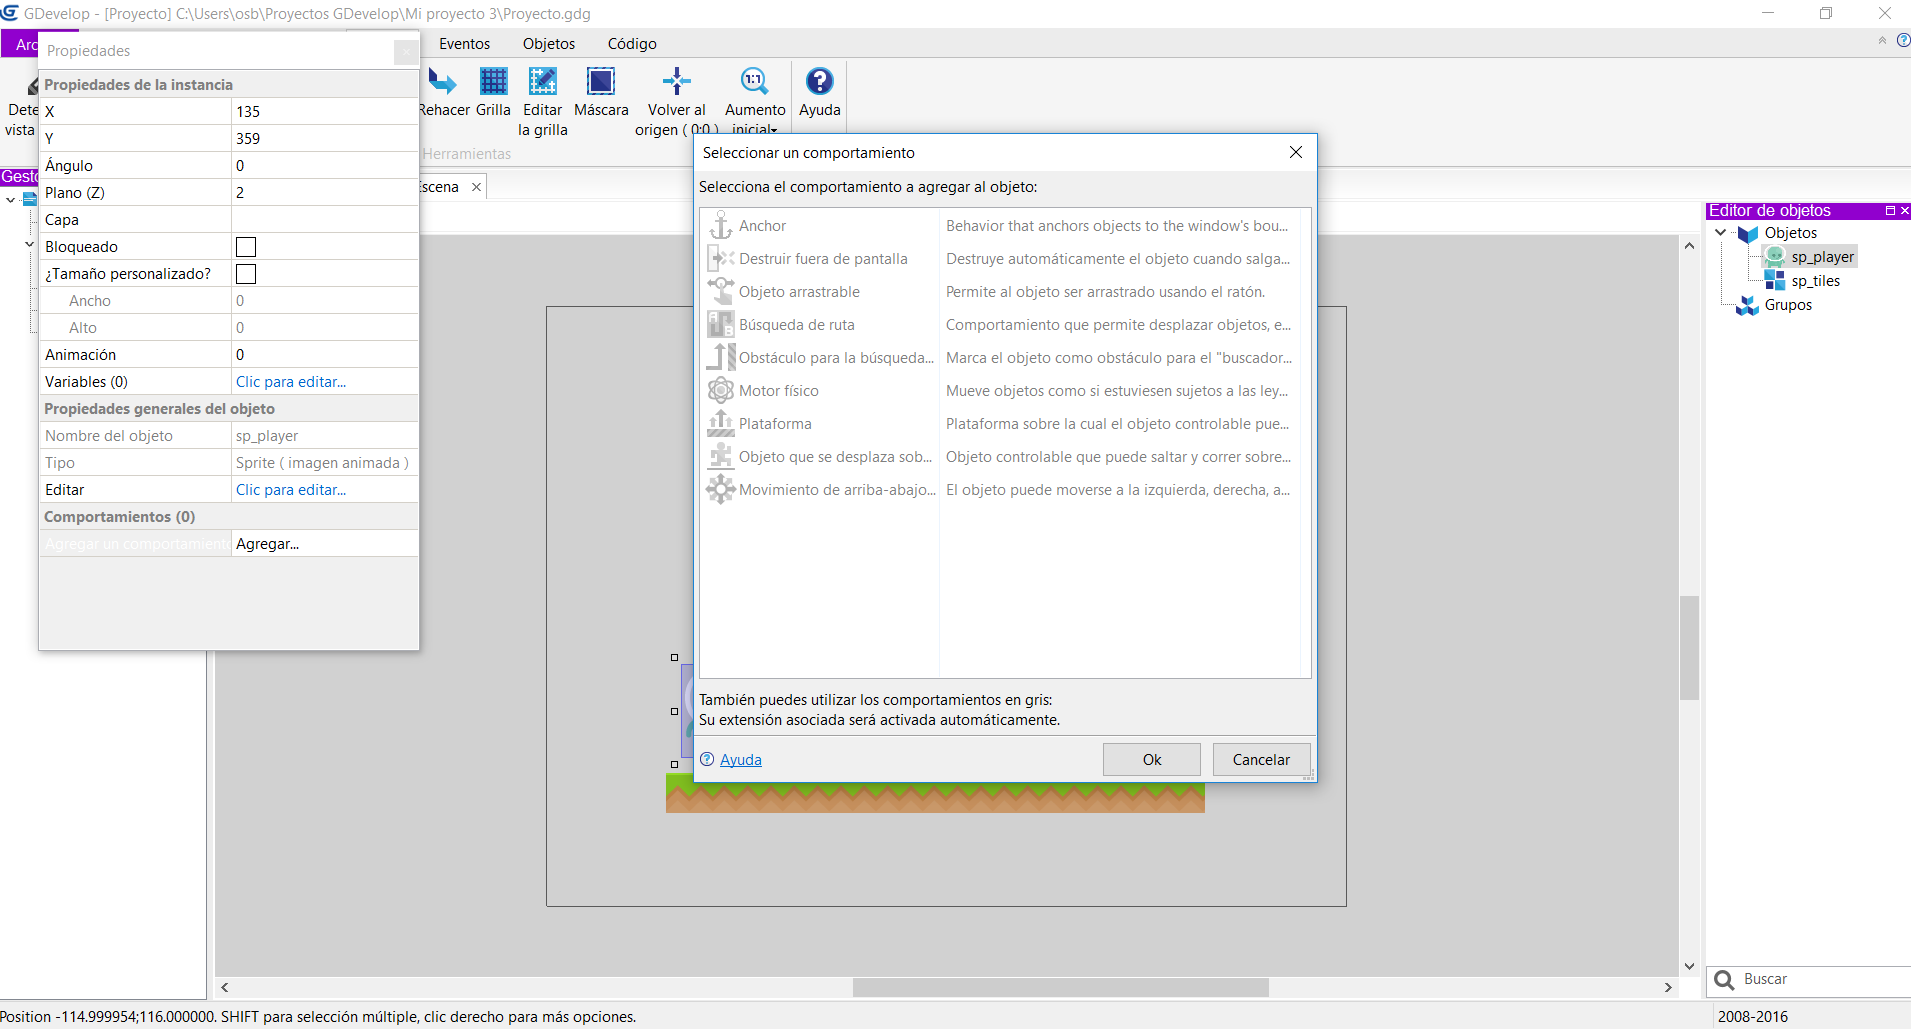 GDevelop - [Proyecto] C:\Users\osb\Proyectos GDevelop\Mi proyecto 3\Proyecto.gdg
Eventos
Objetos
Código
Rehacer
Grilla
Editar
la grilla
Máscara
Volver al
origen ( 0;0 )
Aumento
inicial
Ayuda
Herramientas
Propiedades
Propiedades de la instancia
X 135
Y 359
Ángulo 0
Plano (Z) 2
Capa
Bloqueado
¿Tamaño personalizado?
Ancho 0
Alto 0
Animación 0
Variables (0) Clic para editar...
Propiedades generales del objeto
Nombre del objeto sp_player
Tipo Sprite ( imagen animada )
Editar Clic para editar...
Comportamientos (0)
Agregar un comportamiento Agregar...
Seleccionar un comportamiento
Selecciona el comportamiento a agregar al objeto:
Anchor Behavior that anchors objects to the window's bou...
Destruir fuera de pantalla Destruye automáticamente el objeto cuando salga...
Objeto arrastrable Permite al objeto ser arrastrado usando el ratón.
Búsqueda de ruta Comportamiento que permite desplazar objetos, e...
Obstáculo para la búsqueda... Marca el objeto como obstáculo para el "buscador...
Motor físico Mueve objetos como si estuviesen sujetos a las ley...
Plataforma Plataforma sobre la cual el objeto controlable pue...
Objeto que se desplaza sob... Objeto controlable que puede saltar y correr sobre...
Movimiento de arriba-abajo... El objeto puede moverse a la izquierda, derecha, a...
También puedes utilizar los comportamientos en gris:
Su extensión asociada será activada automáticamente.
Ayuda
Ok
Cancelar
Editor de objetos
Objetos
sp_player
sp_tiles
Grupos
Buscar
Position -114.999954;116.000000. SHIFT para selección múltiple, clic derecho para más opciones.
2008-2016